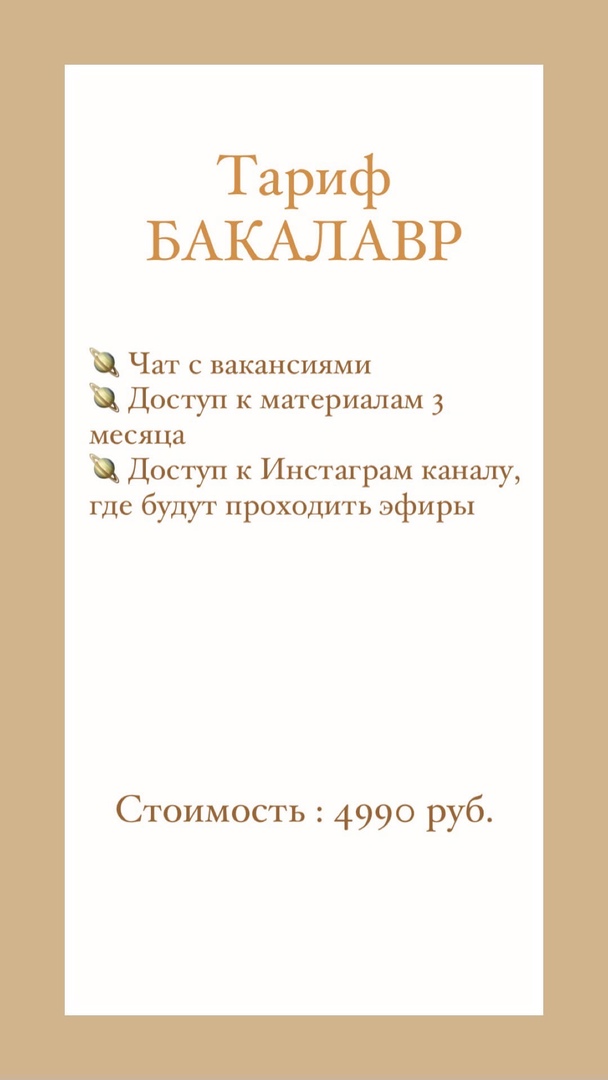 Тариф
БАКАЛАВР
🪐 Чат с вакансиями
🪐 Доступ к материалам 3
месяца
🪐 Доступ к Инстаграм каналу,
где будут проходить эфиры
Стоимость : 4990 руб.